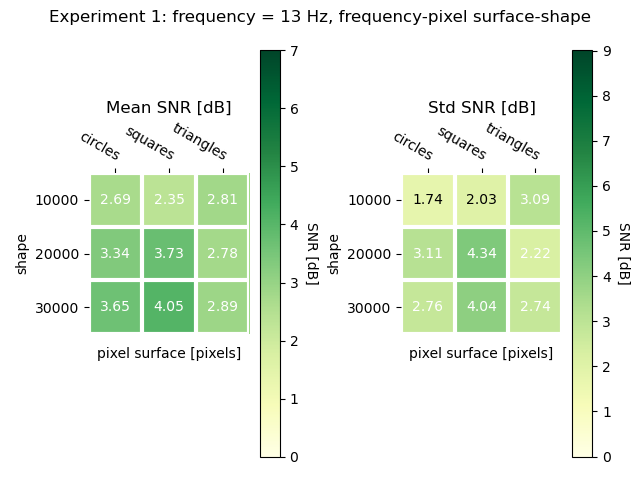 Experiment 1: frequency = 13 Hz, frequency-pixel surface-shape
Mean SNR [dB]
circles
squares
triangles
10000
2.69
2.35
2.81
20000
3.34
3.73
2.78
30000
3.65
4.05
2.89
shape
pixel surface [pixels]
7
6
5
4
3
2
1
0
SNR [dB]
Std SNR [dB]
circles
squares
triangles
10000
1.74
2.03
3.09
20000
3.11
4.34
2.22
30000
2.76
4.04
2.74
shape
pixel surface [pixels]
9
8
7
6
5
4
3
2
1
0
SNR [dB]